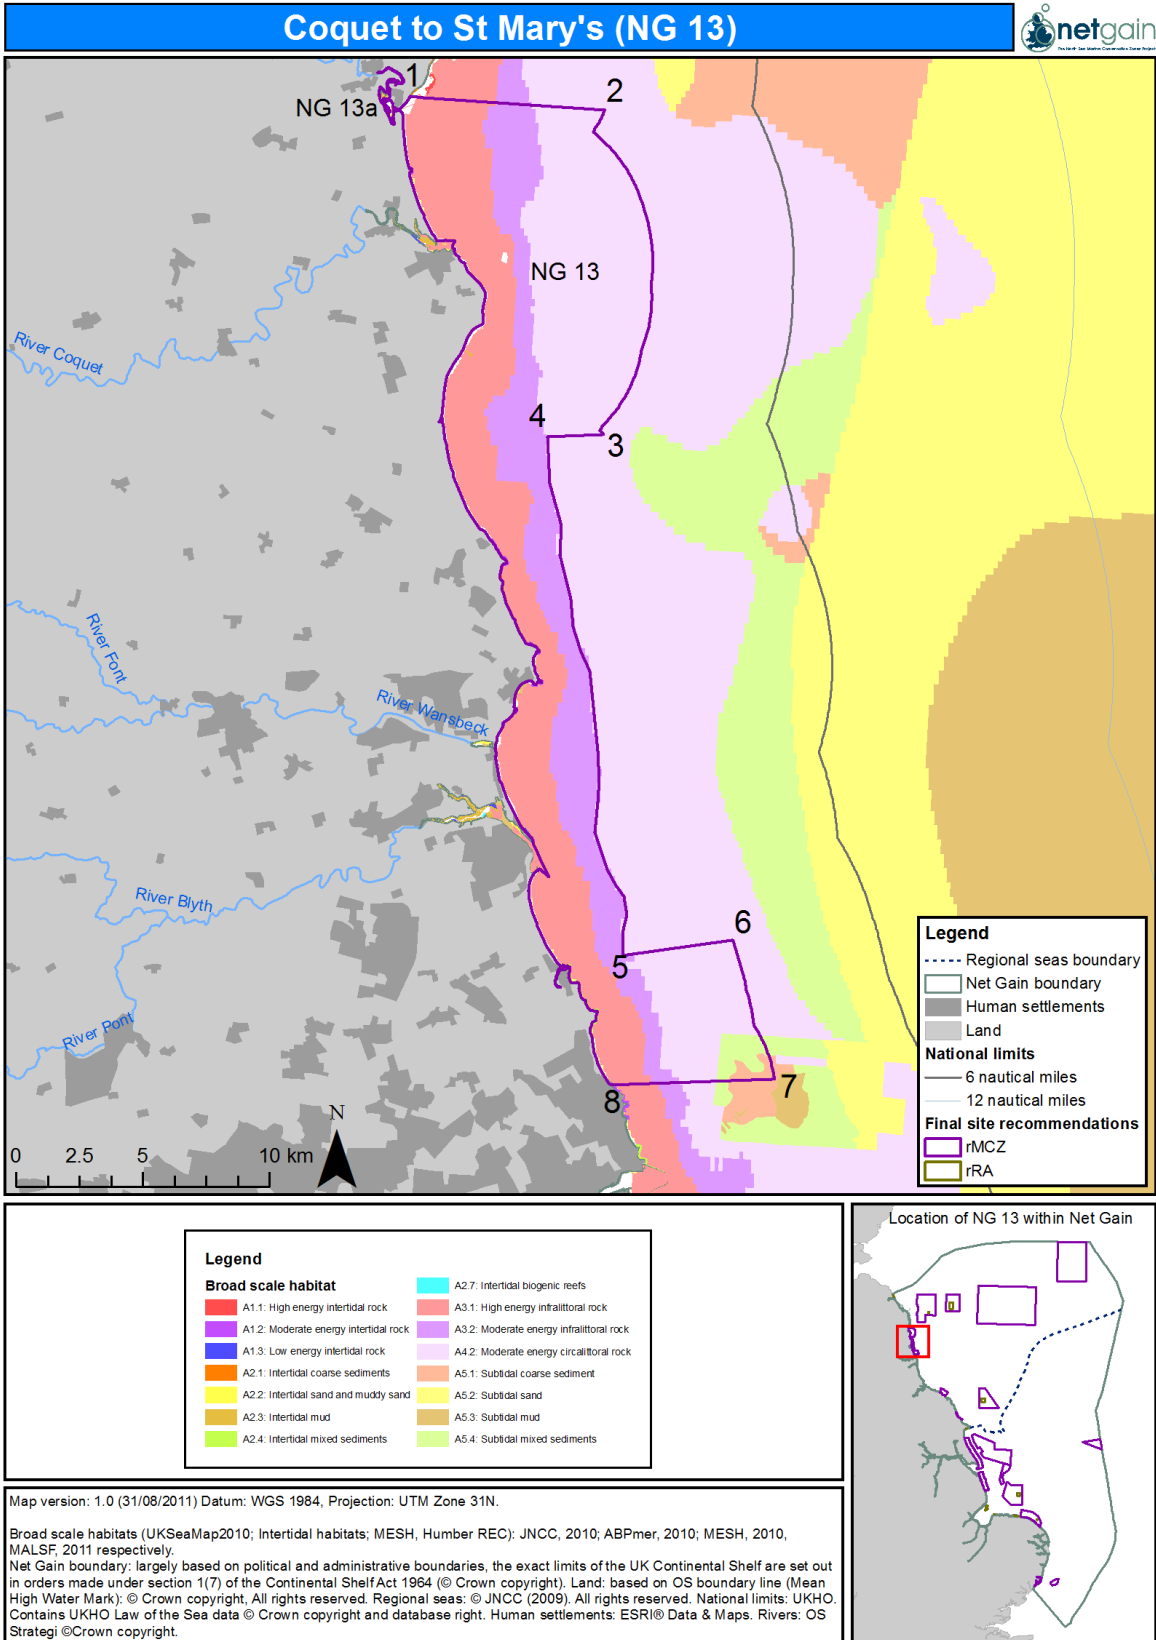 Coquet to St Mary's (NG 13)
netgain
The North Sea Marine Conservation Zones Project
1
2
NG 13a
NG 13
River Coquet
4
3
River Font
River Wansbeck
River Blyth
6
5
River Pont
7
8
N
0 2.5 5 10 km
Legend
Regional seas boundary
Net Gain boundary
Human settlements
Land
National limits
6 nautical miles
12 nautical miles
Final site recommendations
rMCZ
rRA
Legend
Broad scale habitat
A1.1: High energy intertidal rock
A1.2: Moderate energy intertidal rock
A1.3: Low energy intertidal rock
A2.1: Intertidal coarse sediments
A2.2: Intertidal sand and muddy sand
A2.3: Intertidal mud
A2.4: Intertidal mixed sediments
A2.7: Intertidal biogenic reefs
A3.1: High energy infralittoral rock
A3.2: Moderate energy infralittoral rock
A4.2: Moderate energy circalittoral rock
A5.1: Subtidal coarse sediment
A5.2: Subtidal sand
A5.3: Subtidal mud
A5.4: Subtidal mixed sediments
Location of NG 13 within Net Gain
Map version: 1.0 (31/08/2011) Datum: WGS 1984, Projection: UTM Zone 31N.
Broad scale habitats (UKSeaMap2010; Intertidal habitats; MESH, Humber REC): JNCC, 2010; ABPmer, 2010; MESH, 2010,
MALSF, 2011 respectively.
Net Gain boundary: largely based on political and administrative boundaries, the exact limits of the UK Continental Shelf are set out
in orders made under section 1(7) of the Continental Shelf Act 1964 (© Crown copyright). Land: based on OS boundary line (Mean
High Water Mark): © Crown copyright, All rights reserved. Regional seas: © JNCC (2009). All rights reserved. National limits: UKHO.
Contains UKHO Law of the Sea data © Crown copyright and database right. Human settlements: ESRI® Data & Maps. Rivers: OS
Strategi ©Crown copyright.